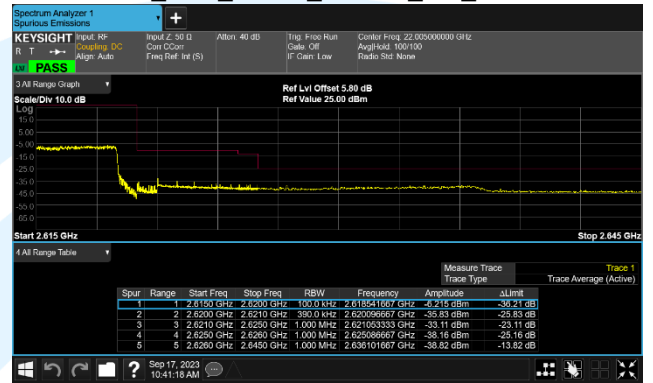 Spectrum Analyzer 1
Spurious Emissions
KEYSIGHT Input: RF Input Z: 50 Ω Atten: 40 dB Trig: Free Run Center Freq: 22.005000000 GHz
R T Coupling: DC Corr CCorr Gate: Off Avg|Hold: 100/100
Align: Auto Freq Ref: Int (S) IF Gain: Low Radio Std: None
LM PASS
3 All Range Graph
Ref Lvl Offset 5.80 dB
Scale/Div 10.0 dB Ref Value 25.00 dBm
Log
15.0
5.00
-5.00
-15.0
-25.0
-35.0
-45.0
-55.0
-65.0
Start 2.615 GHz Stop 2.645 GHz
4 All Range Table
Measure Trace Trace 1
Trace Type Trace Average (Active)
Spur Range Start Freq Stop Freq RBW Frequency Amplitude ΔLimit
1 1 2.6150 GHz 2.6200 GHz 100.0 kHz 2.618541667 GHz -6.215 dBm -36.21 dB
2 2 2.6200 GHz 2.6210 GHz 390.0 kHz 2.620096667 GHz -35.83 dBm -25.83 dB
3 3 2.6210 GHz 2.6250 GHz 1.000 MHz 2.621053333 GHz -33.11 dBm -23.11 dB
4 4 2.6250 GHz 2.6260 GHz 1.000 MHz 2.625086667 GHz -38.16 dBm -25.16 dB
5 5 2.6260 GHz 2.6450 GHz 1.000 MHz 2.636101667 GHz -38.82 dBm -13.82 dB
? Sep 17, 2023
10:41:18 AM